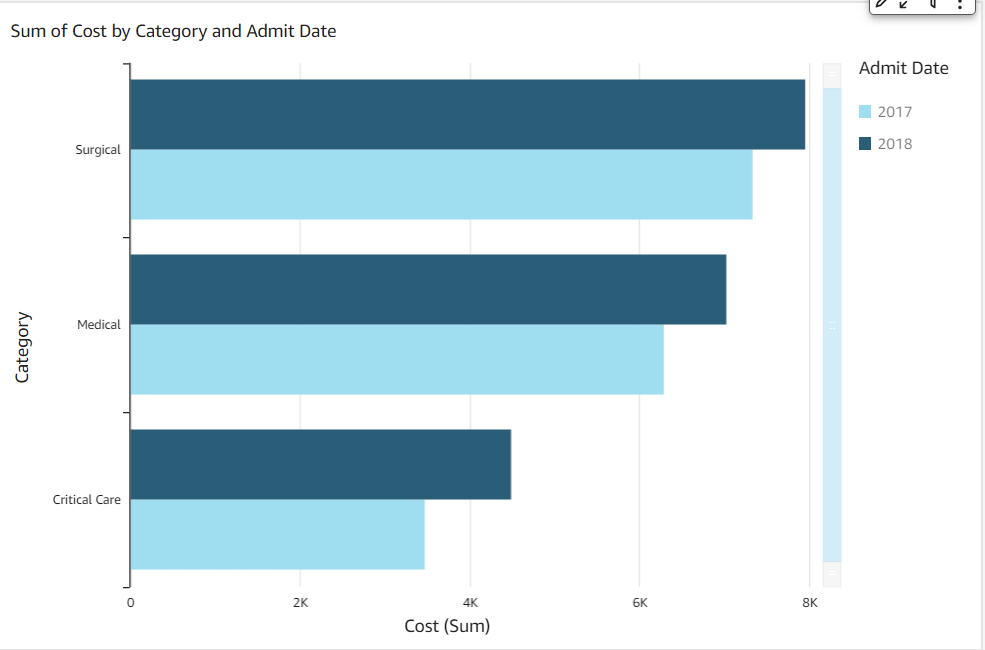 Sum of Cost by Category and Admit Date
Admit Date
2017
2018
Category
Surgical
Medical
Critical Care
0
2K
4K
6K
8K
Cost (Sum)